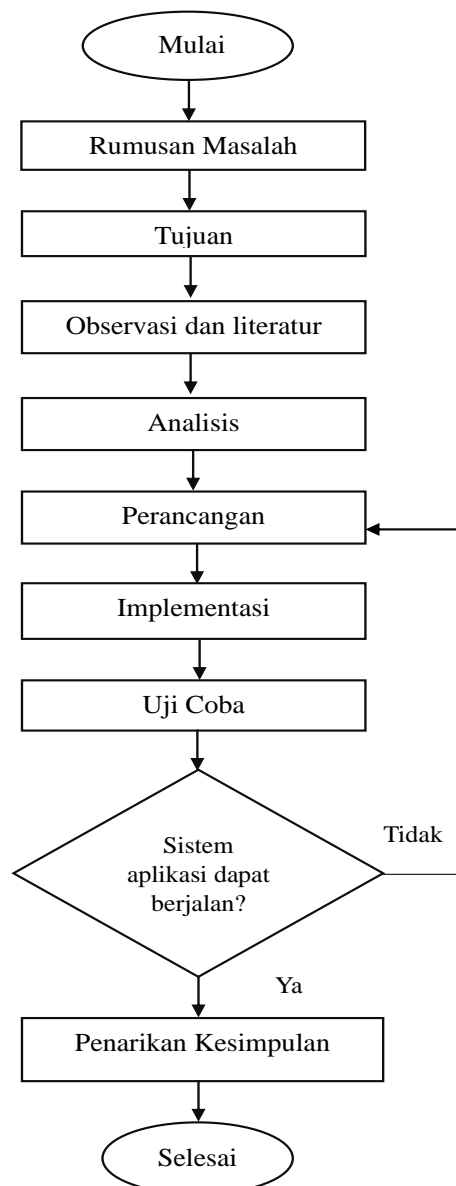 Mulai
Rumusan Masalah
Tujuan
Observasi dan literatur
Analisis
Perancangan
Implementasi
Uji Coba
Sistem
aplikasi dapat
berjalan?
Tidak
Ya
Penarikan Kesimpulan
Selesai